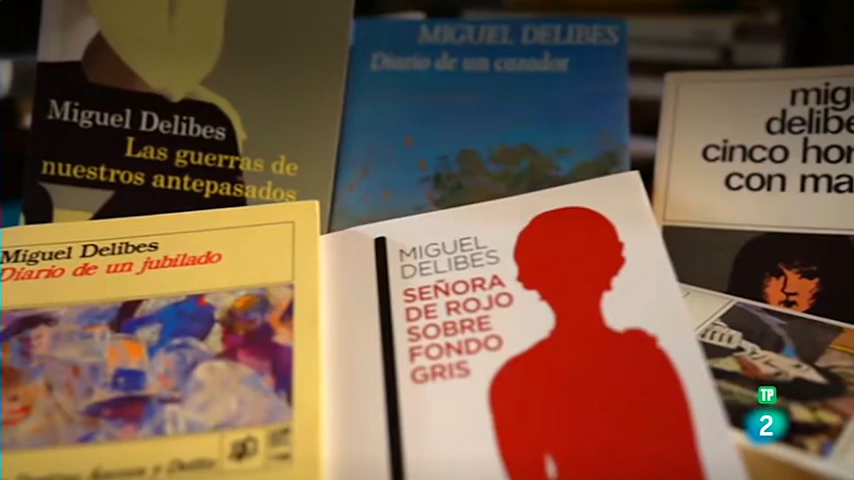 Miguel Delibes
Las guerras de
nuestros antepasados
MIGUEL DELIBES
Diario de un cazador
migu
delibe
cinco hor
con ma
Miguel Delibes
Diario de un jubilado
MIGUEL
DELIBES
SEÑORA
DE ROJO
SOBRE
FONDO
GRIS
TP
2